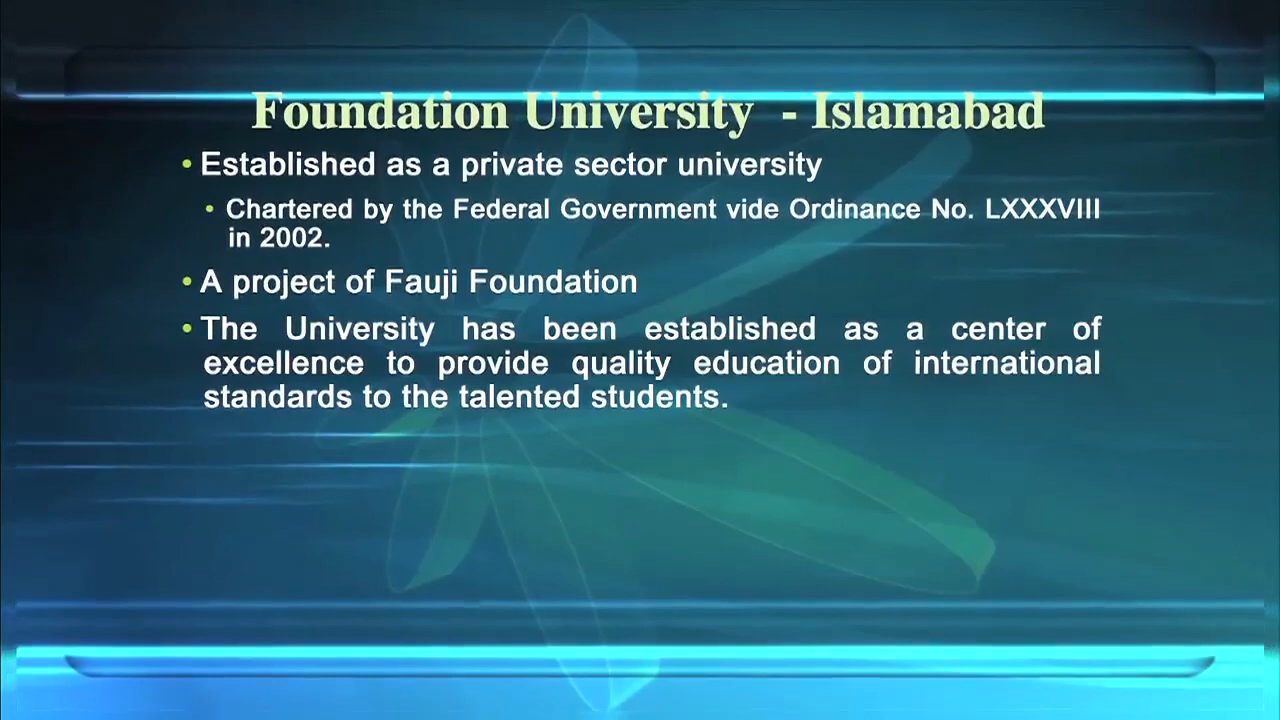 Foundation University - Islamabad
• Established as a private sector university
• Chartered by the Federal Government vide Ordinance No. LXXXVIII
in 2002.
• A project of Fauji Foundation
• The University has been established as a center of
excellence to provide quality education of international
standards to the talented students.